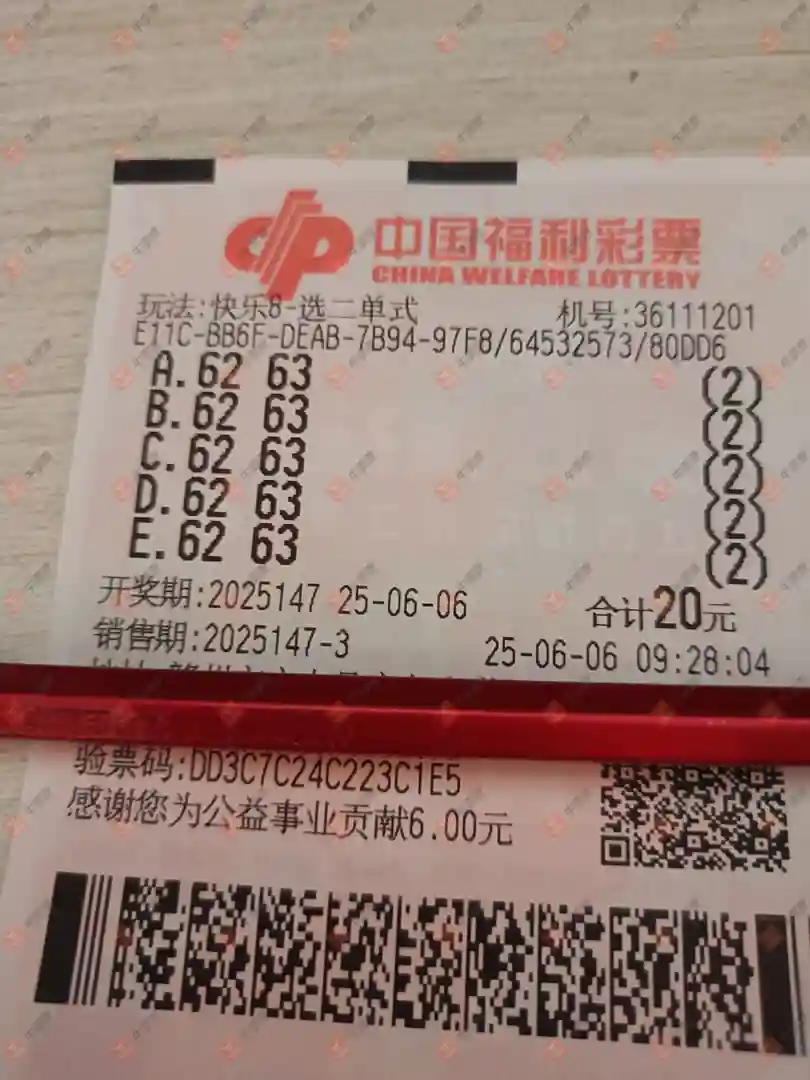 中国福利彩票
CHINA WELFARE LOTTERY
玩法:快乐8-选二单式 机号:36111201
E11C-BB6F-DEAB-7B94-97F8/64532573/80DD6
A.62 63 (2)
B.62 63 (2)
C.62 63 (2)
D.62 63 (2)
E.62 63 (2)
开奖期:2025147 25-06-06 合计20元
销售期:2025147-3 25-06-06 09:28:04
验票码:DD3C7C24C223C1E5
感谢您为公益事业贡献6.00元